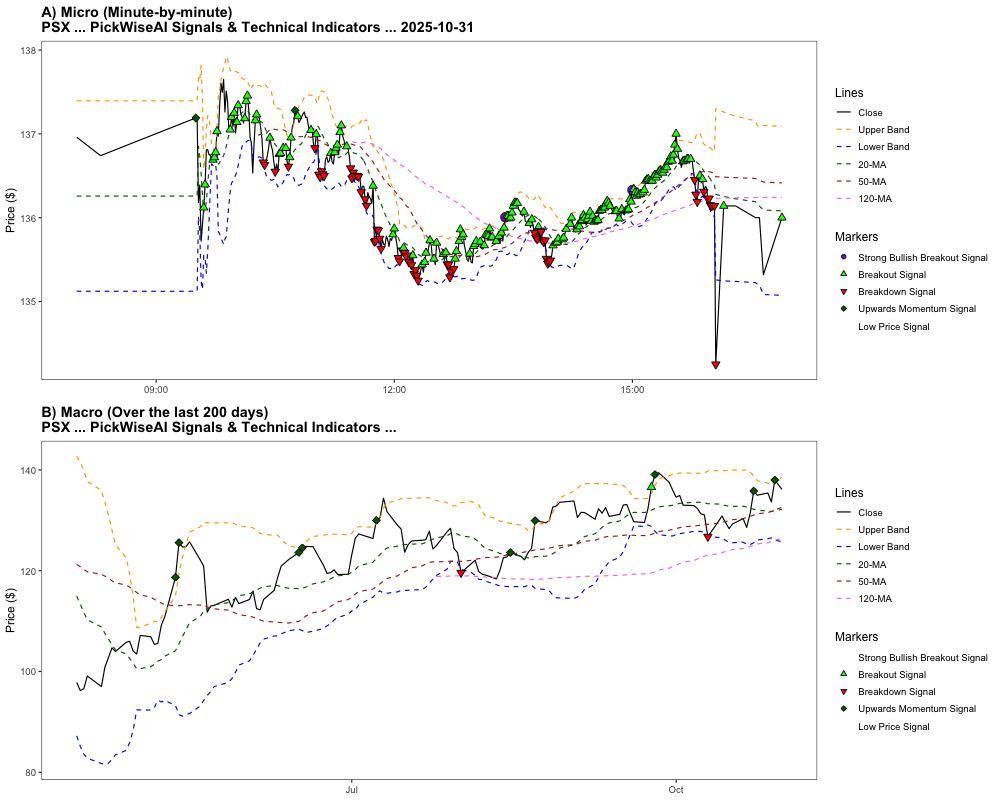 A) Micro (Minute-by-minute)
PSX ... PickWiseAI Signals & Technical Indicators ... 2025-10-31
Price ($)
138
137
136
135
09:00
12:00
15:00
Lines
Close
Upper Band
Lower Band
20-MA
50-MA
120-MA
Markers
Strong Bullish Breakout Signal
Breakout Signal
Breakdown Signal
Upwards Momentum Signal
Low Price Signal
B) Macro (Over the last 200 days)
PSX ... PickWiseAI Signals & Technical Indicators ...
Price ($)
140
120
100
80
Jul
Oct
Lines
Close
Upper Band
Lower Band
20-MA
50-MA
120-MA
Markers
Strong Bullish Breakout Signal
Breakout Signal
Breakdown Signal
Upwards Momentum Signal
Low Price Signal